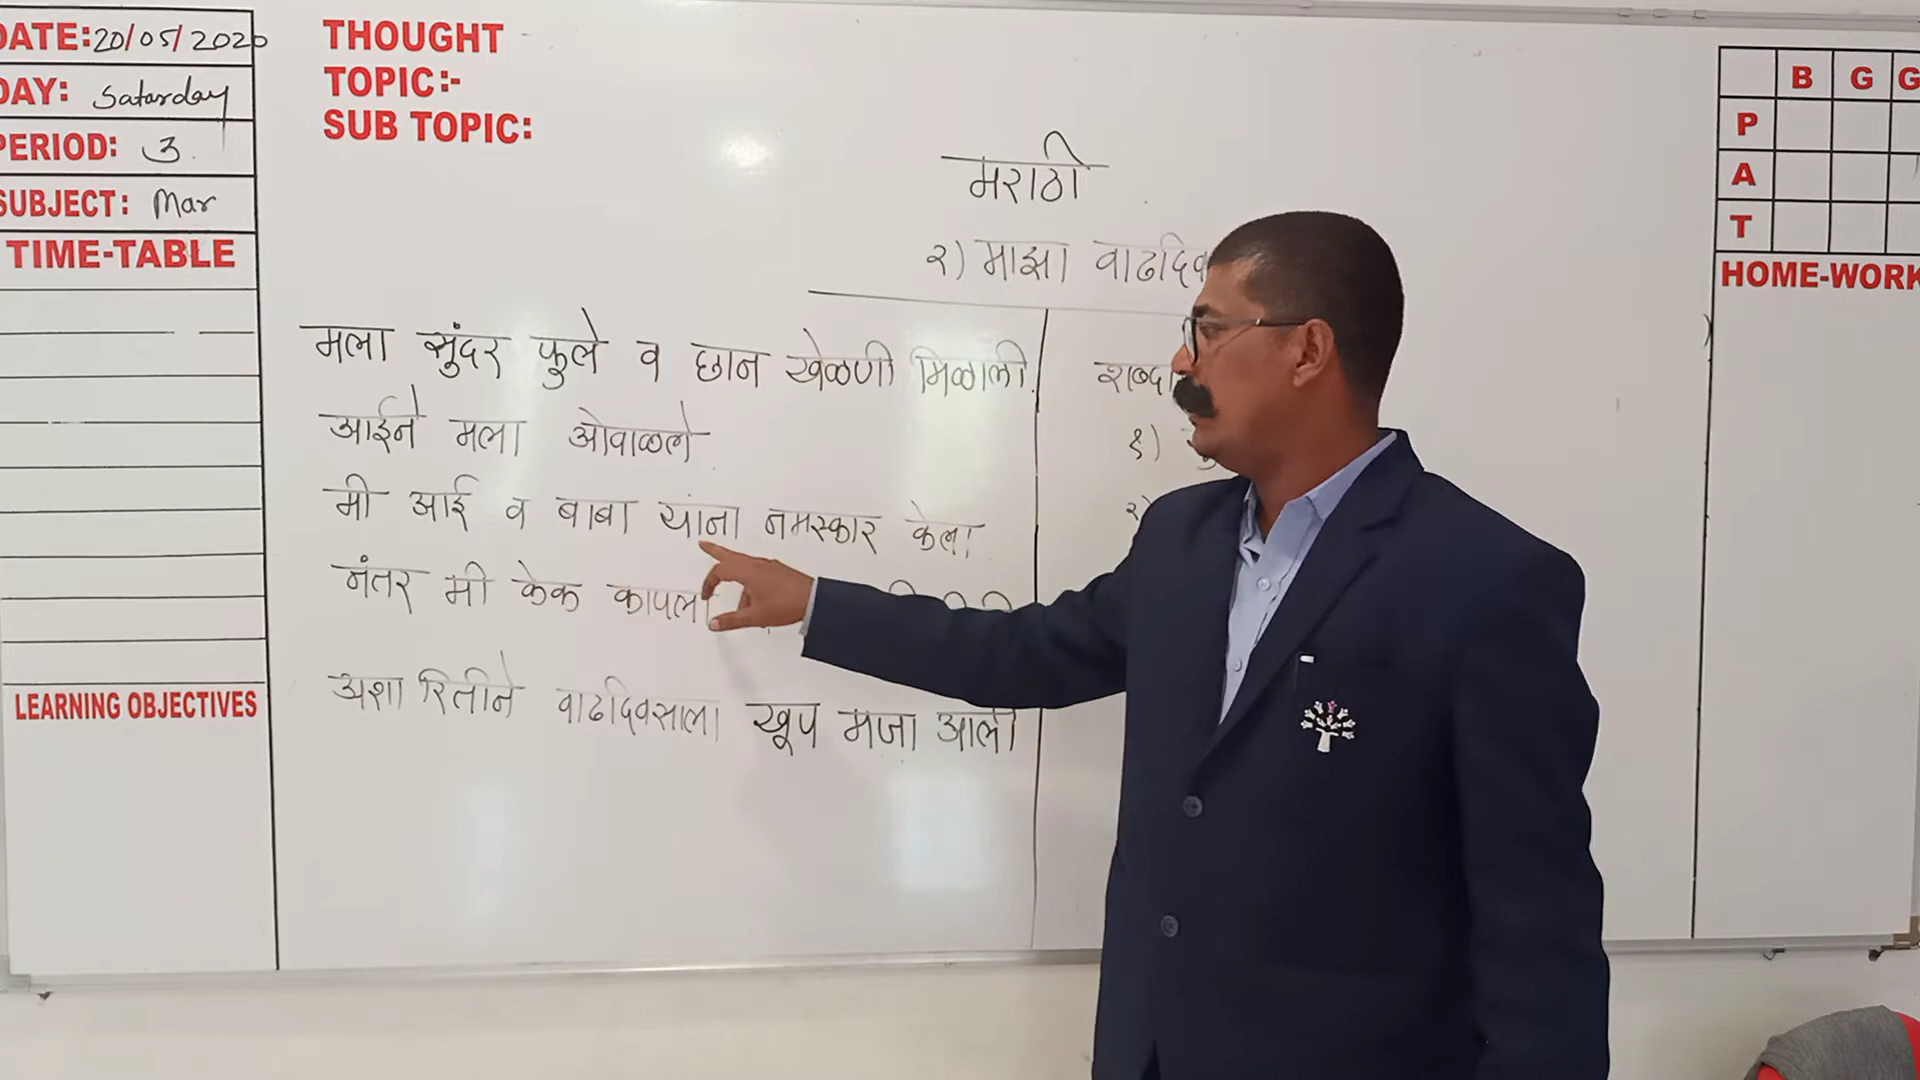 DATE: 20/05/2020
DAY: Saturday
PERIOD: 3
SUBJECT: Mar
TIME-TABLE
LEARNING OBJECTIVES
THOUGHT
TOPIC:-
SUB TOPIC:
मराठी
२) माझा
मला सुंदर फुले व छान खेळणी मिळाली.
आईने मला ओवाळले.
मी आई व बाबा यांना नमस्कार केला.
नंतर मी केक कापला
अशा रितीने वाढदिवसाला खूप मजा आली
१)
२)
B G G
P
A
T
HOME-WORK